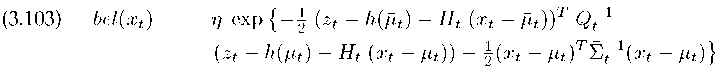 (3.103) bel(x_t) η exp {-½ (z_t - h(μ̄_t) - H_t (x_t - μ̄_t))^T Q_t^1
(z_t - h(μ_t) - H_t (x_t - μ_t)) - ½(x_t - μ_t)^T Σ̄_t^1(x_t - μ_t)}